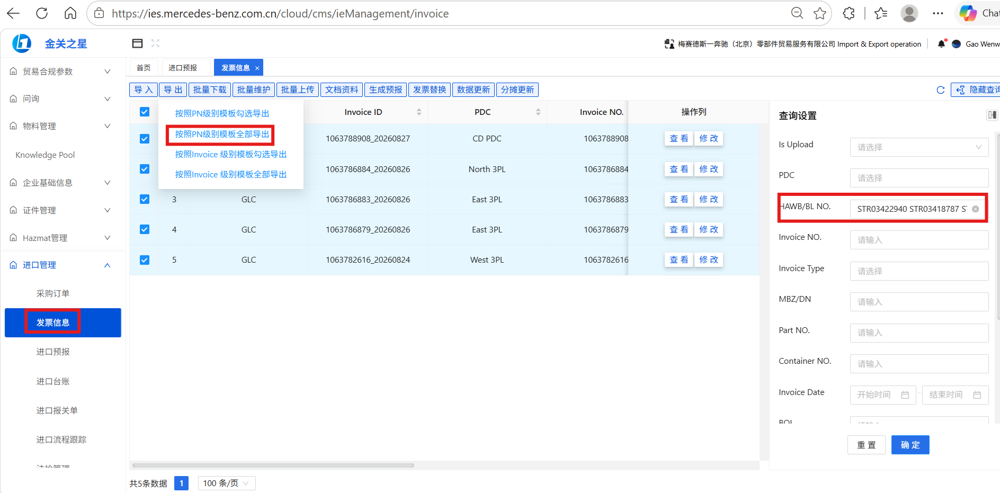 https://ies.mercedes-benz.com.cn/cloud/cms/ieManagement/invoice
Chat
金关之星
梅赛德斯一奔驰（北京）零部件贸易服务有限公司 Import & Export operation
Gao Wenw
贸易合规参数
问询
物料管理
Knowledge Pool
企业基础信息
证件管理
Hazmat管理
进口管理
采购订单
发票信息
进口预报
进口台账
进口报关单
进口流程跟踪
首页
进口预报
发票信息
导 入
导 出
批量下载
批量维护
批量上传
文档资料
生成预报
发票替换
数据更新
分摊更新
隐藏查询
按照PN级别模板勾选导出
按照PN级别模板全部导出
按照Invoice 级别模板勾选导出
按照Invoice 级别模板全部导出
Invoice ID PDC Invoice NO. 操作列
1063788908_20260827 CD PDC 1063788908 查 看 修 改
1063786884_20260826 North 3PL 1063786884 查 看 修 改
3 GLC 1063786883_20260826 East 3PL 1063786883 查 看 修 改
4 GLC 1063786879_20260826 East 3PL 1063786879 查 看 修 改
5 GLC 1063782616_20260824 West 3PL 1063782616 查 看 修 改
共5条数据 1 100 条/页
查询设置
Is Upload 请选择
PDC 请选择
HAWB/BL NO. STR03422940 STR03418787 ST
Invoice NO. 请输入
Invoice Type 请选择
MBZ/DN 请输入
Part NO. 请输入
Container NO. 请输入
Invoice Date 开始时间 - 结束时间
重 置 确 定